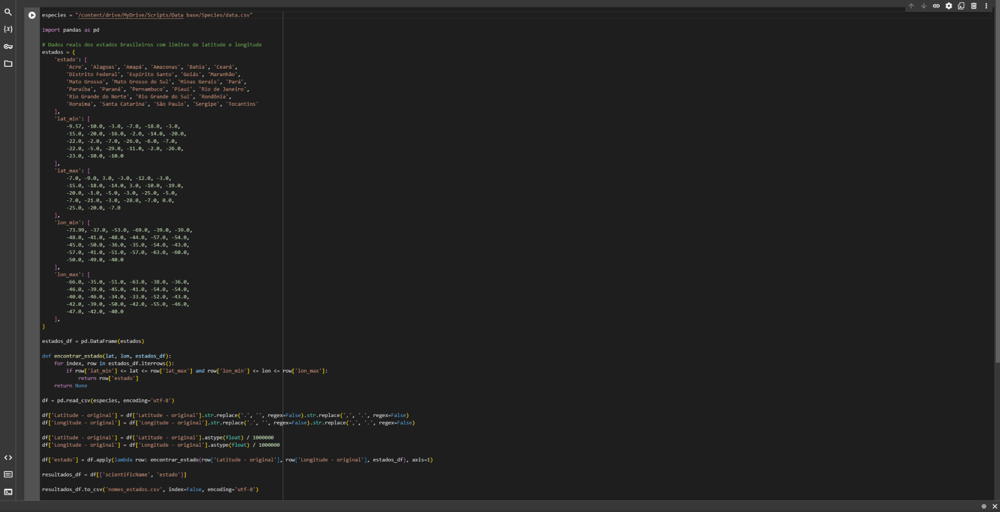 especies = "/content/drive/MyDrive/Scripts/Data base/Species/data.csv"
import pandas as pd
# Dados reais dos estados brasileiros com limites de latitude e longitude
estados = {
    'estado': [
        'Acre', 'Alagoas', 'Amapá', 'Amazonas', 'Bahia', 'Ceará',
        'Distrito Federal', 'Espírito Santo', 'Goiás', 'Maranhão',
        'Mato Grosso', 'Mato Grosso do Sul', 'Minas Gerais', 'Pará',
        'Paraíba', 'Paraná', 'Pernambuco', 'Piauí', 'Rio de Janeiro',
        'Rio Grande do Norte', 'Rio Grande do Sul', 'Rondônia',
        'Roraima', 'Santa Catarina', 'São Paulo', 'Sergipe', 'Tocantins'
    ],
    'lat_min': [
        -9.57, -10.0, -3.0, -7.0, -18.0, -3.0,
        -15.0, -20.0, -16.0, -2.0, -14.0, -20.0,
        -22.0, -2.0, -7.0, -26.0, -6.0, -7.0,
        -22.0, -5.0, -29.0, -11.0, -2.0, -26.0,
        -23.0, -10.0, -10.0
    ],
    'lat_max': [
        -7.0, -9.0, 3.0, -3.0, -12.0, -3.0,
        -15.0, -18.0, -14.0, 3.0, -10.0, -19.0,
        -20.0, -1.0, -5.0, -3.0, -25.0, -5.0,
        -7.0, -21.0, -3.0, -28.0, -7.0, 0.0,
        -25.0, -20.0, -7.0
    ],
    'lon_min': [
        -73.99, -37.0, -53.0, -69.0, -39.0, -39.0,
        -48.0, -41.0, -48.0, -44.0, -57.0, -54.0,
        -45.0, -50.0, -36.0, -35.0, -54.0, -43.0,
        -57.0, -41.0, -51.0, -57.0, -63.0, -60.0,
        -50.0, -49.0, -40.0
    ],
    'lon_max': [
        -66.0, -35.0, -51.0, -63.0, -38.0, -36.0,
        -46.0, -39.0, -45.0, -41.0, -54.0, -54.0,
        -40.0, -46.0, -34.0, -33.0, -52.0, -43.0,
        -42.0, -39.0, -50.0, -42.0, -55.0, -46.0,
        -47.0, -42.0, -40.0
    ],
}
estados_df = pd.DataFrame(estados)
def encontrar_estado(lat, lon, estados_df):
    for index, row in estados_df.iterrows():
        if row['lat_min'] <= lat <= row['lat_max'] and row['lon_min'] <= lon <= row['lon_max']:
            return row['estado']
    return None
df = pd.read_csv(especies, encoding='utf-8')
df['Latitude - original'] = df['Latitude - original'].str.replace('.', '', regex=False).str.replace(',', '.', regex=False)
df['Longitude - original'] = df['Longitude - original'].str.replace('.', '', regex=False).str.replace(',', '.', regex=False)
df['Latitude - original'] = df['Latitude - original'].astype(float) / 1000000
df['Longitude - original'] = df['Longitude - original'].astype(float) / 1000000
df['estado'] = df.apply(lambda row: encontrar_estado(row['Latitude - original'], row['Longitude - original'], estados_df), axis=1)
resultados_df = df[['scientificName', 'estado']]
resultados_df.to_csv('nomes_estados.csv', index=False, encoding='utf-8')